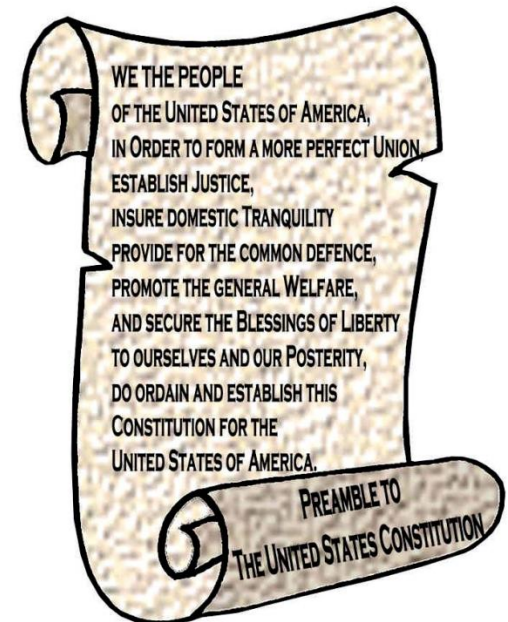 WE THE PEOPLE
OF THE UNITED STATES OF AMERICA,
IN ORDER TO FORM A MORE PERFECT UNION,
ESTABLISH JUSTICE,
INSURE DOMESTIC TRANQUILITY
PROVIDE FOR THE COMMON DEFENCE,
PROMOTE THE GENERAL WELFARE,
AND SECURE THE BLESSINGS OF LIBERTY
TO OURSELVES AND OUR POSTERITY,
DO ORDAIN AND ESTABLISH THIS
CONSTITUTION FOR THE
UNITED STATES OF AMERICA.
PREAMBLE TO
THE UNITED STATES CONSTITUTION